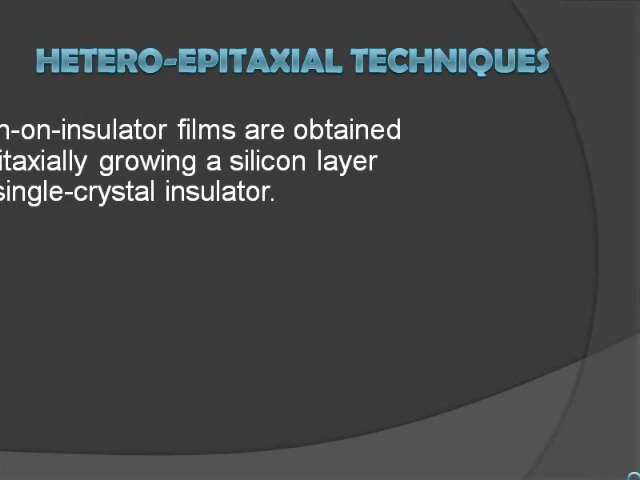 HETERO-EPITAXIAL TECHNIQUES
n-on-insulator films are obtained
itaxially growing a silicon layer
single-crystal insulator.